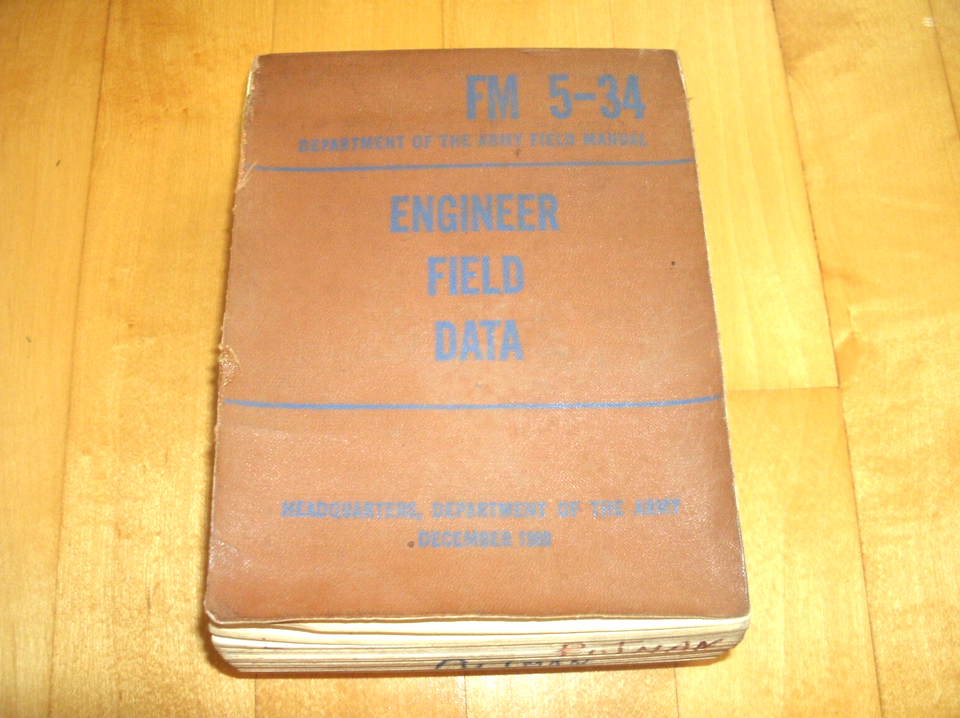 FM 5-34
DEPARTMENT OF THE ARMY FIELD MANUAL
ENGINEER
FIELD
DATA
HEADQUARTERS, DEPARTMENT OF THE ARMY
DECEMBER